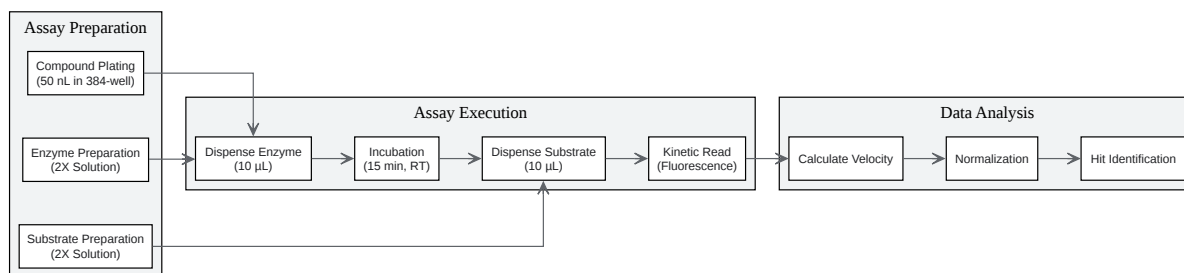 Assay Preparation
Compound Plating
(50 nL in 384-well)
Enzyme Preparation
(2X Solution)
Substrate Preparation
(2X Solution)
Assay Execution
Dispense Enzyme
(10 µL)
Incubation
(15 min, RT)
Dispense Substrate
(10 µL)
Kinetic Read
(Fluorescence)
Data Analysis
Calculate Velocity
Normalization
Hit Identification